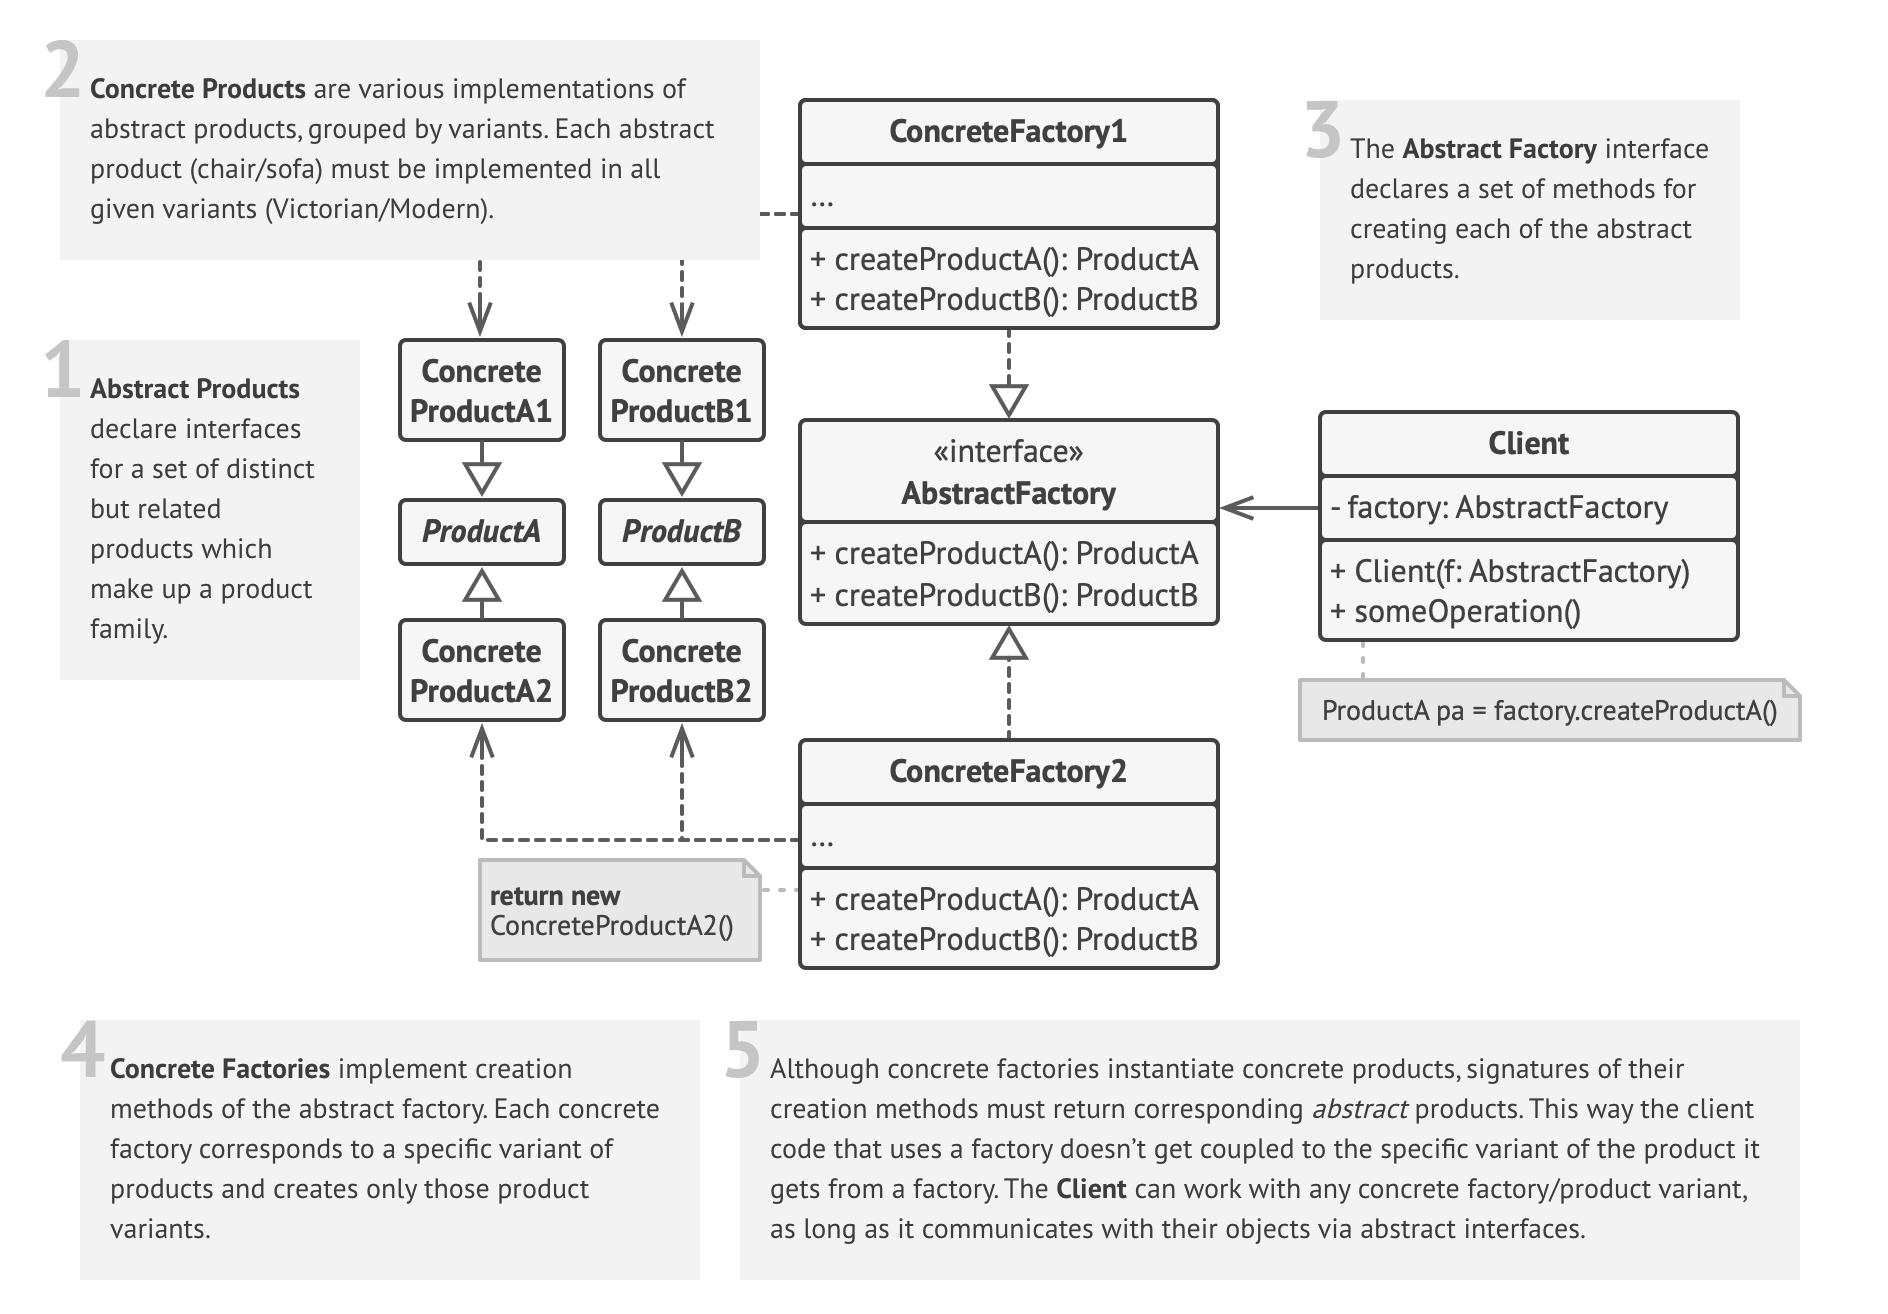 2
Concrete Products are various implementations of
abstract products, grouped by variants. Each abstract
product (chair/sofa) must be implemented in all
given variants (Victorian/Modern).
ConcreteFactory1
...
+ createProductA(): ProductA
+ createProductB(): ProductB
3
The Abstract Factory interface
declares a set of methods for
creating each of the abstract
products.
1
Abstract Products
declare interfaces
for a set of distinct
but related
products which
make up a product
family.
Concrete
ProductA1
Concrete
ProductB1
ProductA
ProductB
Concrete
ProductA2
Concrete
ProductB2
«interface»
AbstractFactory
+ createProductA(): ProductA
+ createProductB(): ProductB
Client
- factory: AbstractFactory
+ Client(f: AbstractFactory)
+ someOperation()
ProductA pa = factory.createProductA()
ConcreteFactory2
...
+ createProductA(): ProductA
+ createProductB(): ProductB
return new
ConcreteProductA2()
4
Concrete Factories implement creation
methods of the abstract factory. Each concrete
factory corresponds to a specific variant of
products and creates only those product
variants.
5
Although concrete factories instantiate concrete products, signatures of their
creation methods must return corresponding abstract products. This way the client
code that uses a factory doesn’t get coupled to the specific variant of the product it
gets from a factory. The Client can work with any concrete factory/product variant,
as long as it communicates with their objects via abstract interfaces.